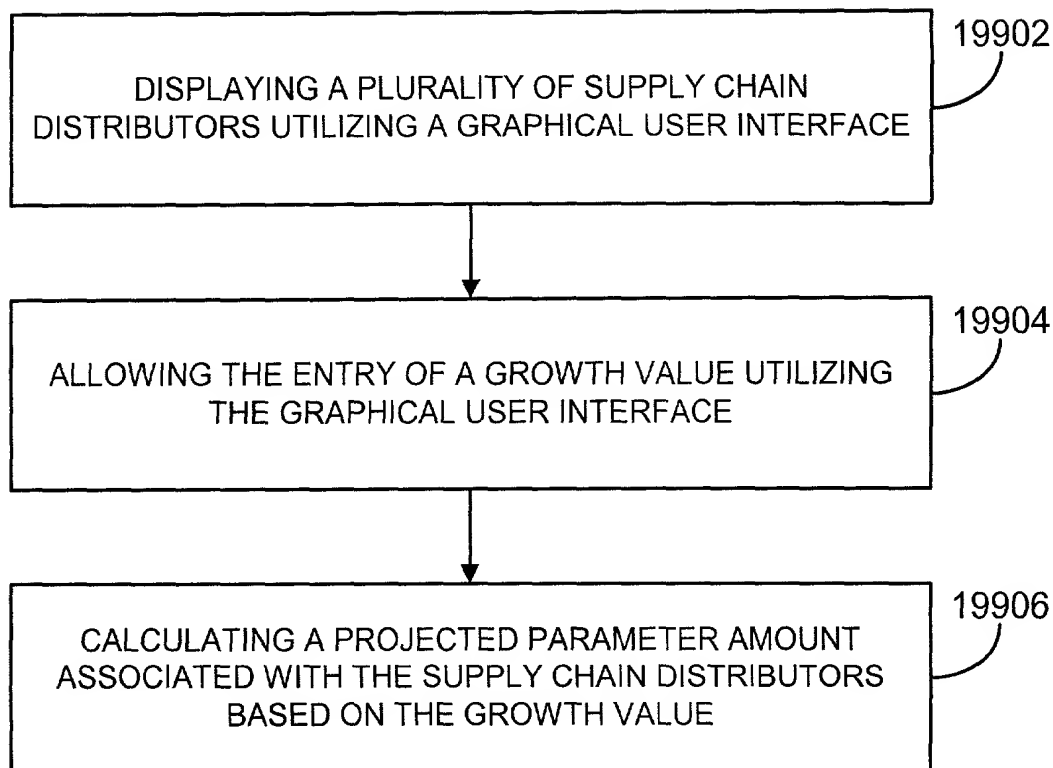 19902
DISPLAYING A PLURALITY OF SUPPLY CHAIN
DISTRIBUTORS UTILIZING A GRAPHICAL USER INTERFACE
19904
ALLOWING THE ENTRY OF A GROWTH VALUE UTILIZING
THE GRAPHICAL USER INTERFACE
19906
CALCULATING A PROJECTED PARAMETER AMOUNT
ASSOCIATED WITH THE SUPPLY CHAIN DISTRIBUTORS
BASED ON THE GROWTH VALUE